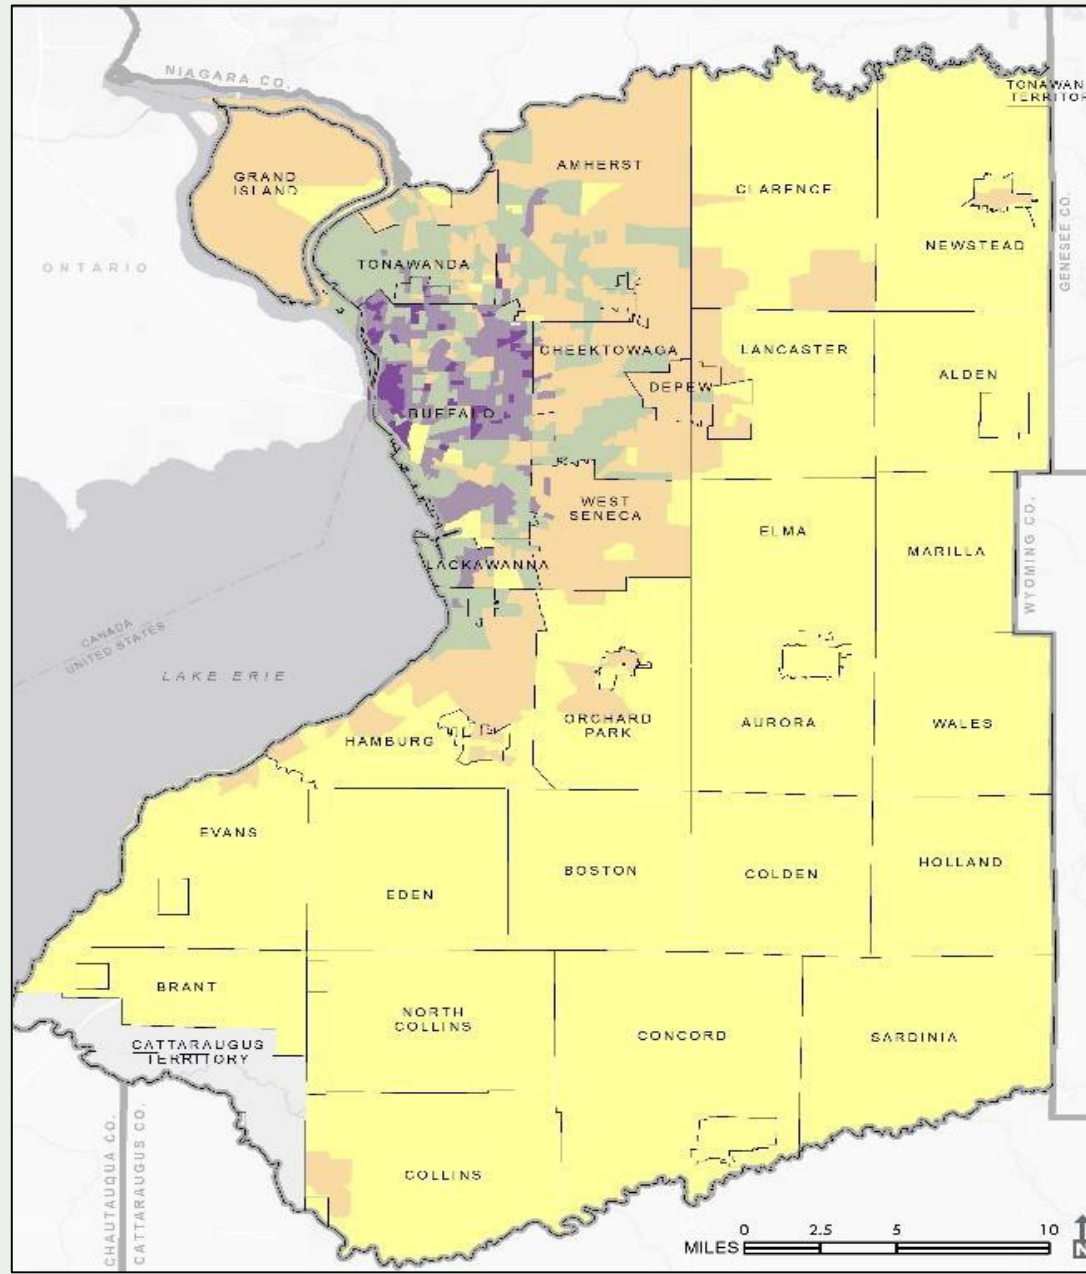 NIAGARA CO.
TONAWAN
TERRITOR
GRAND
ISLAND
AMHERST
CLARENCE
GENESEE CO.
NEWSTEAD
ONTARIO
TONAWANDA
CHEEKTOWAGA
LANCASTER
DEPEW
ALDEN
BUFFALO
WEST
SENECA
ELMA
MARILLA
WYOMING CO.
LACKAWANNA
CANADA
UNITED STATES
LAKE ERIE
ORCHARD
PARK
AURORA
WALES
HAMBURG
EVANS
BOSTON
COLDEN
HOLLAND
EDEN
BRANT
NORTH
COLLINS
CONCORD
SARDINIA
CATTARAUGUS
TERRITORY
CHAUTAUQUA CO.
CATTARAUGUS CO.
COLLINS
0 2.5 5 10
MILES
N